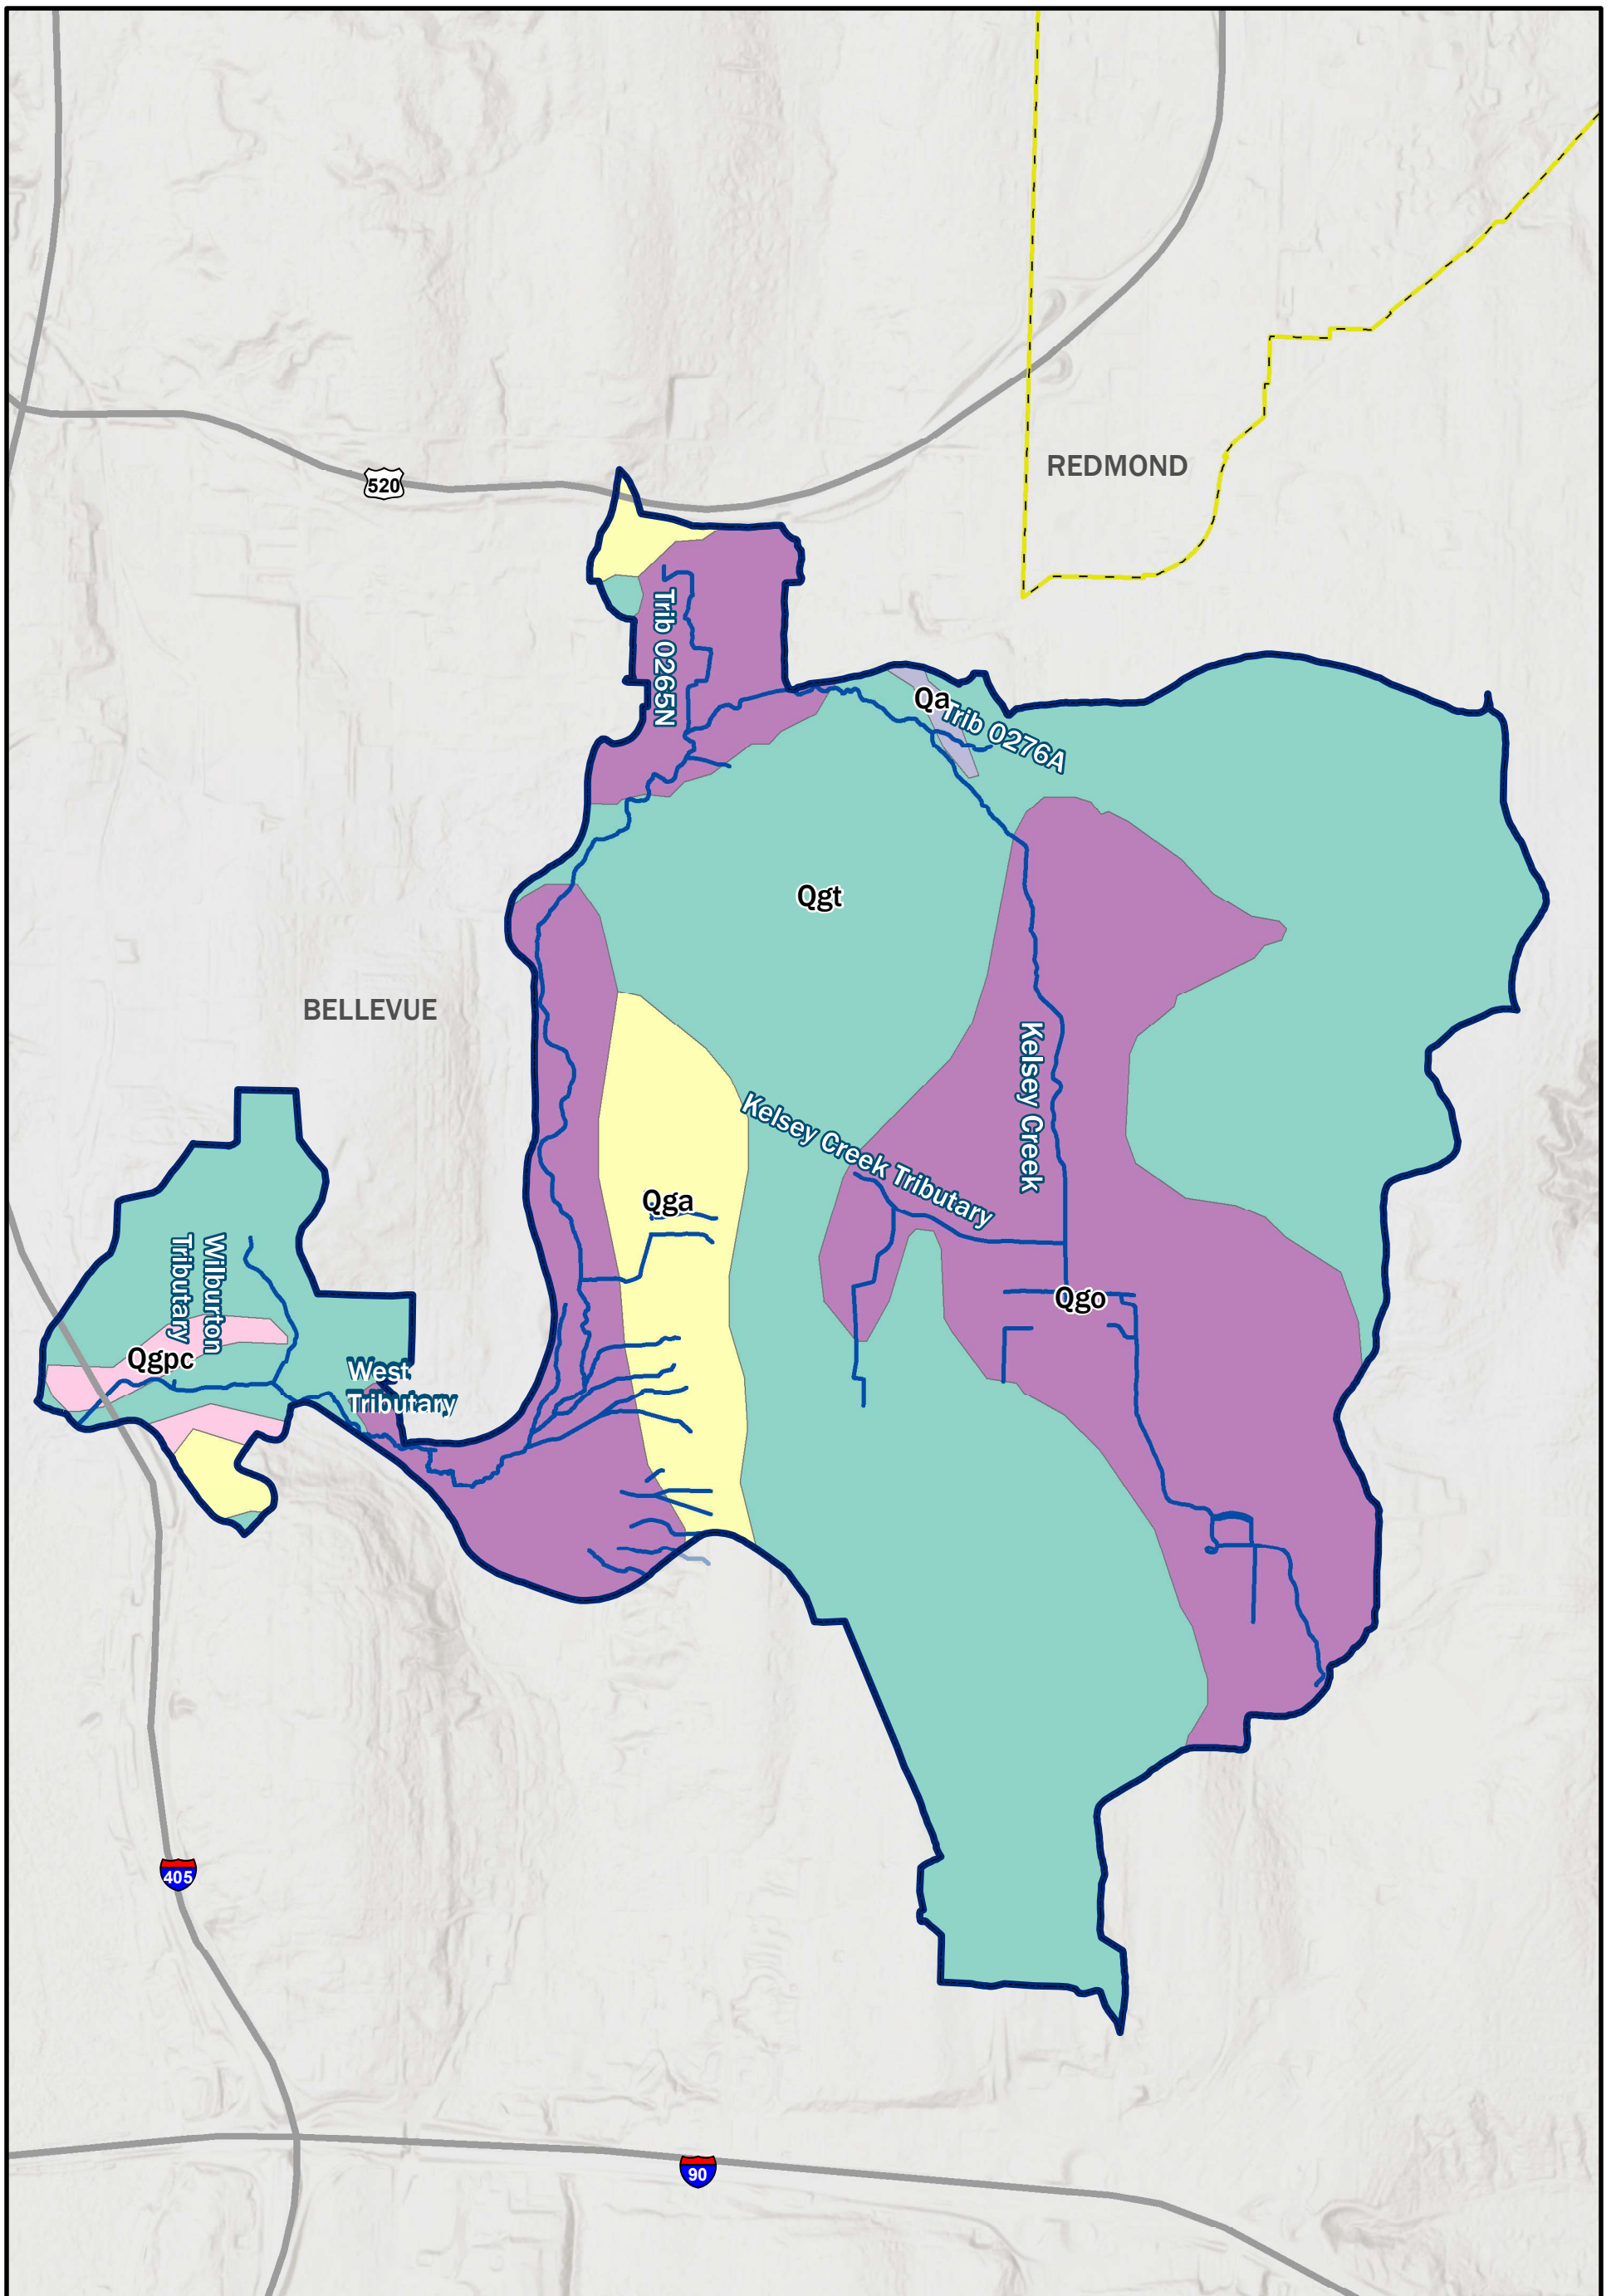 REDMOND
520
Trib 0265N
Qa
Trib 0276A
Qgt
BELLEVUE
Kelsey Creek
Kelsey Creek Tributary
Qga
Wilburton
Tributary
Qgo
Qgpc
West
Tributary
405
90